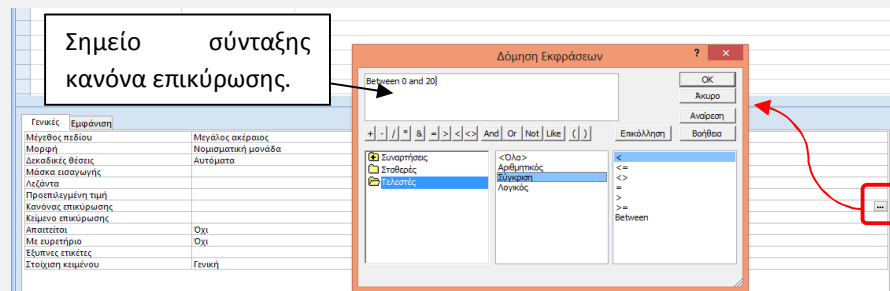 Σημείο σύνταξης
κανόνα επικύρωσης.
Δόμηση Εκφράσεων
?
Between 0 and 20
OK
Άκυρο
Αναίρεση
Βοήθεια
+ - / * & = > < <> And Or Not Like ( ) Επικόλληση
Συναρτήσεις
Σταθερές
Τελεστές
<Όλα>
Αριθμητικός
Σύγκριση
Λογικός
<
<=
<>
=
>
>=
Between
Γενικές Εμφάνιση
Μέγεθος πεδίου Μεγάλος ακέραιος
Μορφή Νομισματική μονάδα
Δεκαδικές θέσεις Αυτόματα
Μάσκα εισαγωγής
Λεζάντα
Προεπιλεγμένη τιμή
Κανόνας επικύρωσης ...
Κείμενο επικύρωσης
Απαιτείται Όχι
Με ευρετήριο Όχι
Έξυπνες ετικέτες
Στοίχιση κειμένου Γενική